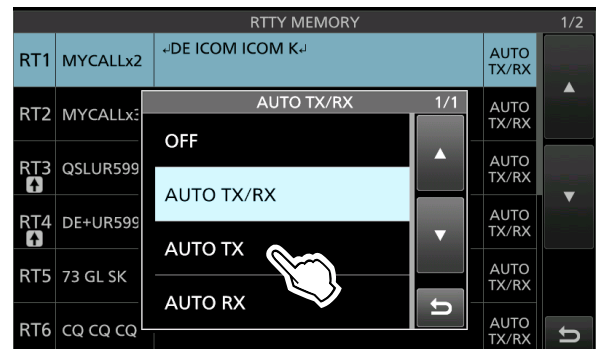 RTTY MEMORY 1/2
RT1 MYCALLx2 ↵DE ICOM ICOM K↵ AUTO TX/RX
RT2 MYCALLx3 AUTO TX/RX
RT3 QSLUR599 AUTO TX/RX
RT4 DE+UR599 AUTO TX/RX
RT5 73 GL SK AUTO TX/RX
RT6 CQ CQ CQ AUTO TX/RX
AUTO TX/RX 1/1
OFF
AUTO TX/RX
AUTO TX
AUTO RX